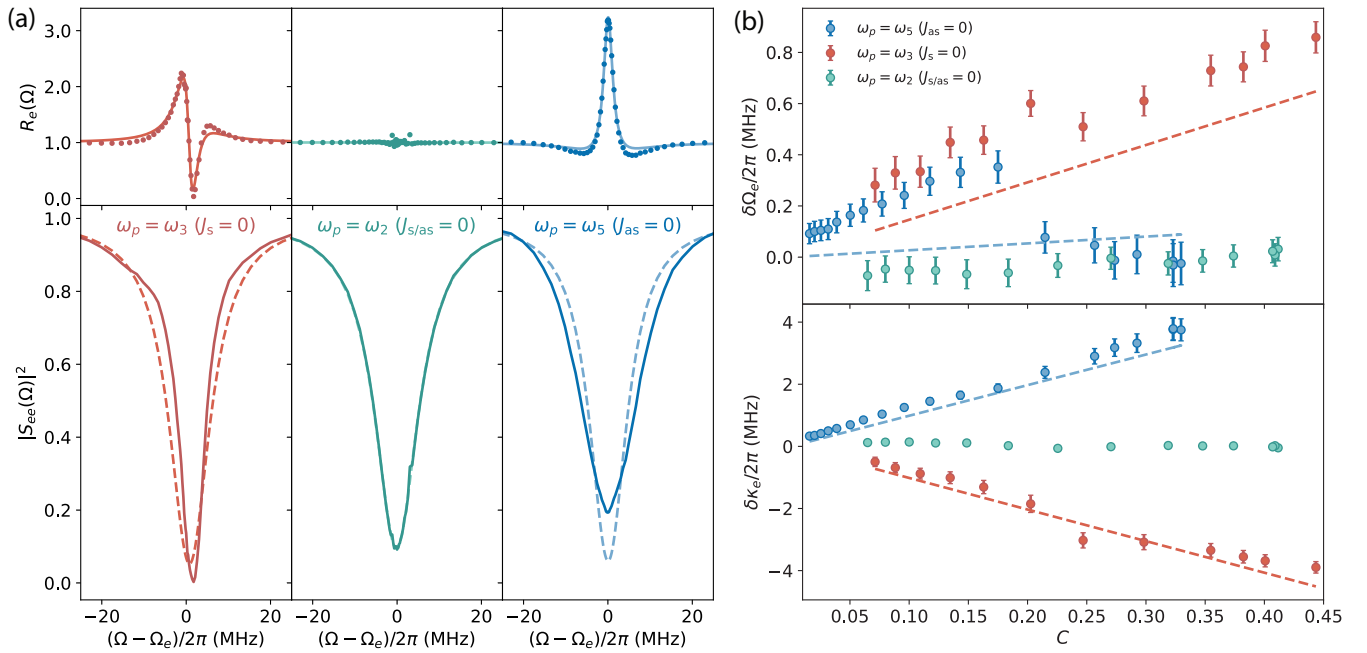 (a)
3.0
2.0
1.0
0.0
R_e(Ω)
1.0
0.8
0.6
0.4
0.2
0.0
|S_ee(Ω)|²
ω_p = ω_3 (J_s = 0)
ω_p = ω_2 (J_s/as = 0)
ω_p = ω_5 (J_as = 0)
−20 0 20
−20 0 20
−20 0 20
(Ω − Ω_e)/2π (MHz)
(Ω − Ω_e)/2π (MHz)
(Ω − Ω_e)/2π (MHz)
(b)
ω_p = ω_5 (J_as = 0)
ω_p = ω_3 (J_s = 0)
ω_p = ω_2 (J_s/as = 0)
0.8
0.6
0.4
0.2
0.0
δΩ_e/2π (MHz)
4
2
0
−2
−4
δκ_e/2π (MHz)
0.05 0.10 0.15 0.20 0.25 0.30 0.35 0.40 0.45
C